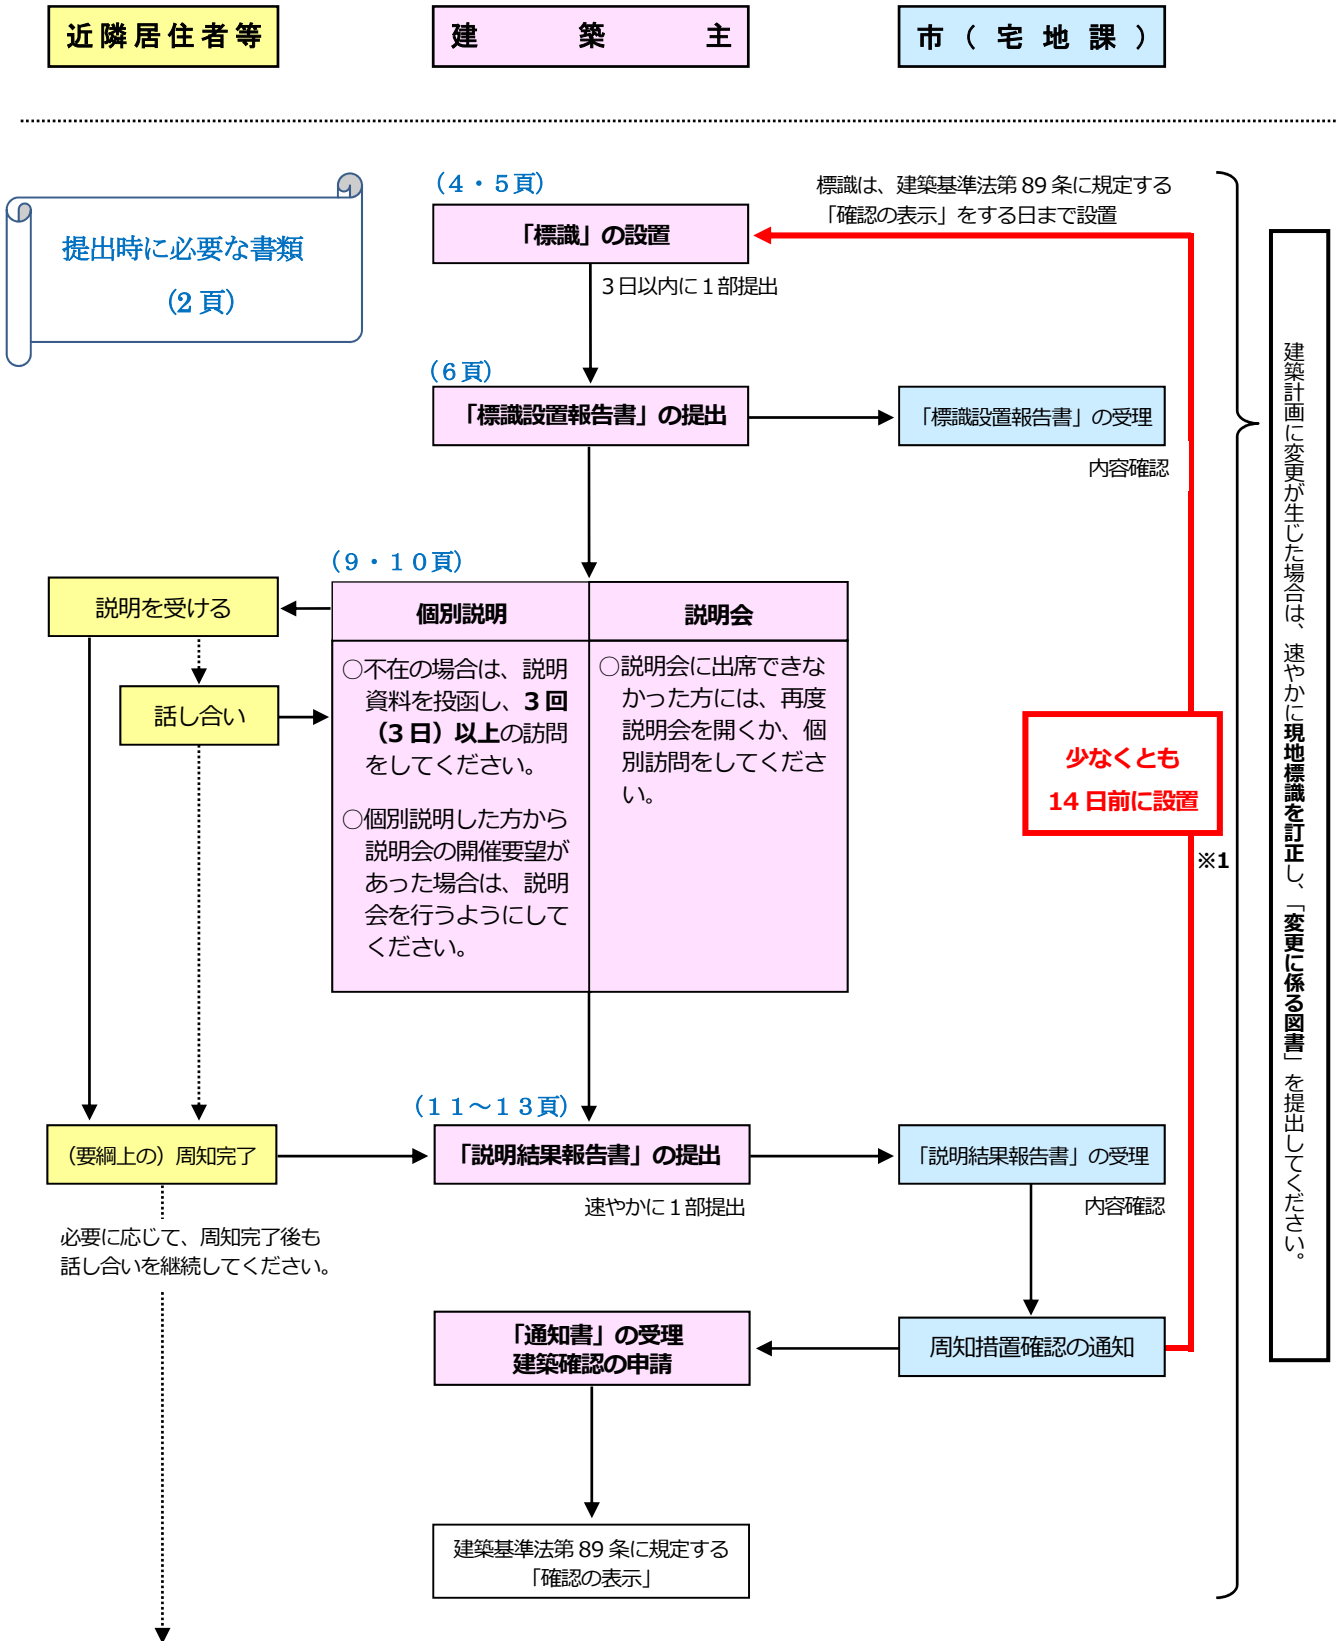 近隣居住者等
建築主
市(宅地課)
提出時に必要な書類
(2頁)
(4・5頁)
「標識」の設置
標識は、建築基準法第89条に規定する
「確認の表示」をする日まで設置
3日以内に1部提出
(6頁)
「標識設置報告書」の提出
「標識設置報告書」の受理
内容確認
(9・10頁)
説明を受ける
話し合い
個別説明
○不在の場合は、説明
資料を投函し、3回
(3日)以上の訪問
をしてください。
○個別説明した方から
説明会の開催要望が
あった場合は、説明
会を行うようにして
ください。
説明会
○説明会に出席できな
かった方には、再度
説明会を開くか、個
別訪問をしてくださ
い。
少なくとも
14日前に設置
※1
建築計画に変更が生じた場合は、速やかに現地標識を訂正し、「変更に係る図書」を提出してください。
(11~13頁)
(要綱上の)周知完了
「説明結果報告書」の提出
「説明結果報告書」の受理
速やかに1部提出
内容確認
必要に応じて、周知完了後も
話し合いを継続してください。
「通知書」の受理
建築確認の申請
周知措置確認の通知
建築基準法第89条に規定する
「確認の表示」